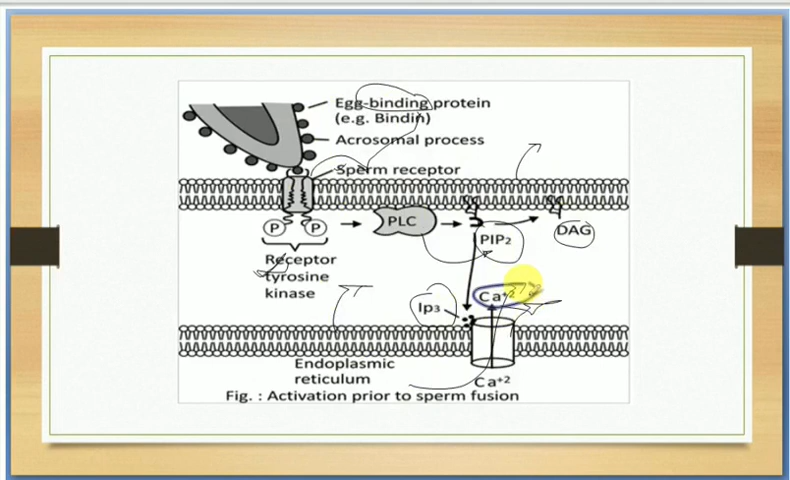 Egg-binding protein
(e.g. Bindin)
Acrosomal process
Sperm receptor
P
P
PLC
PIP2
DAG
Receptor
tyrosine
kinase
Ca+2
Ip3
Endoplasmic
reticulum
Ca+2
Fig. : Activation prior to sperm fusion